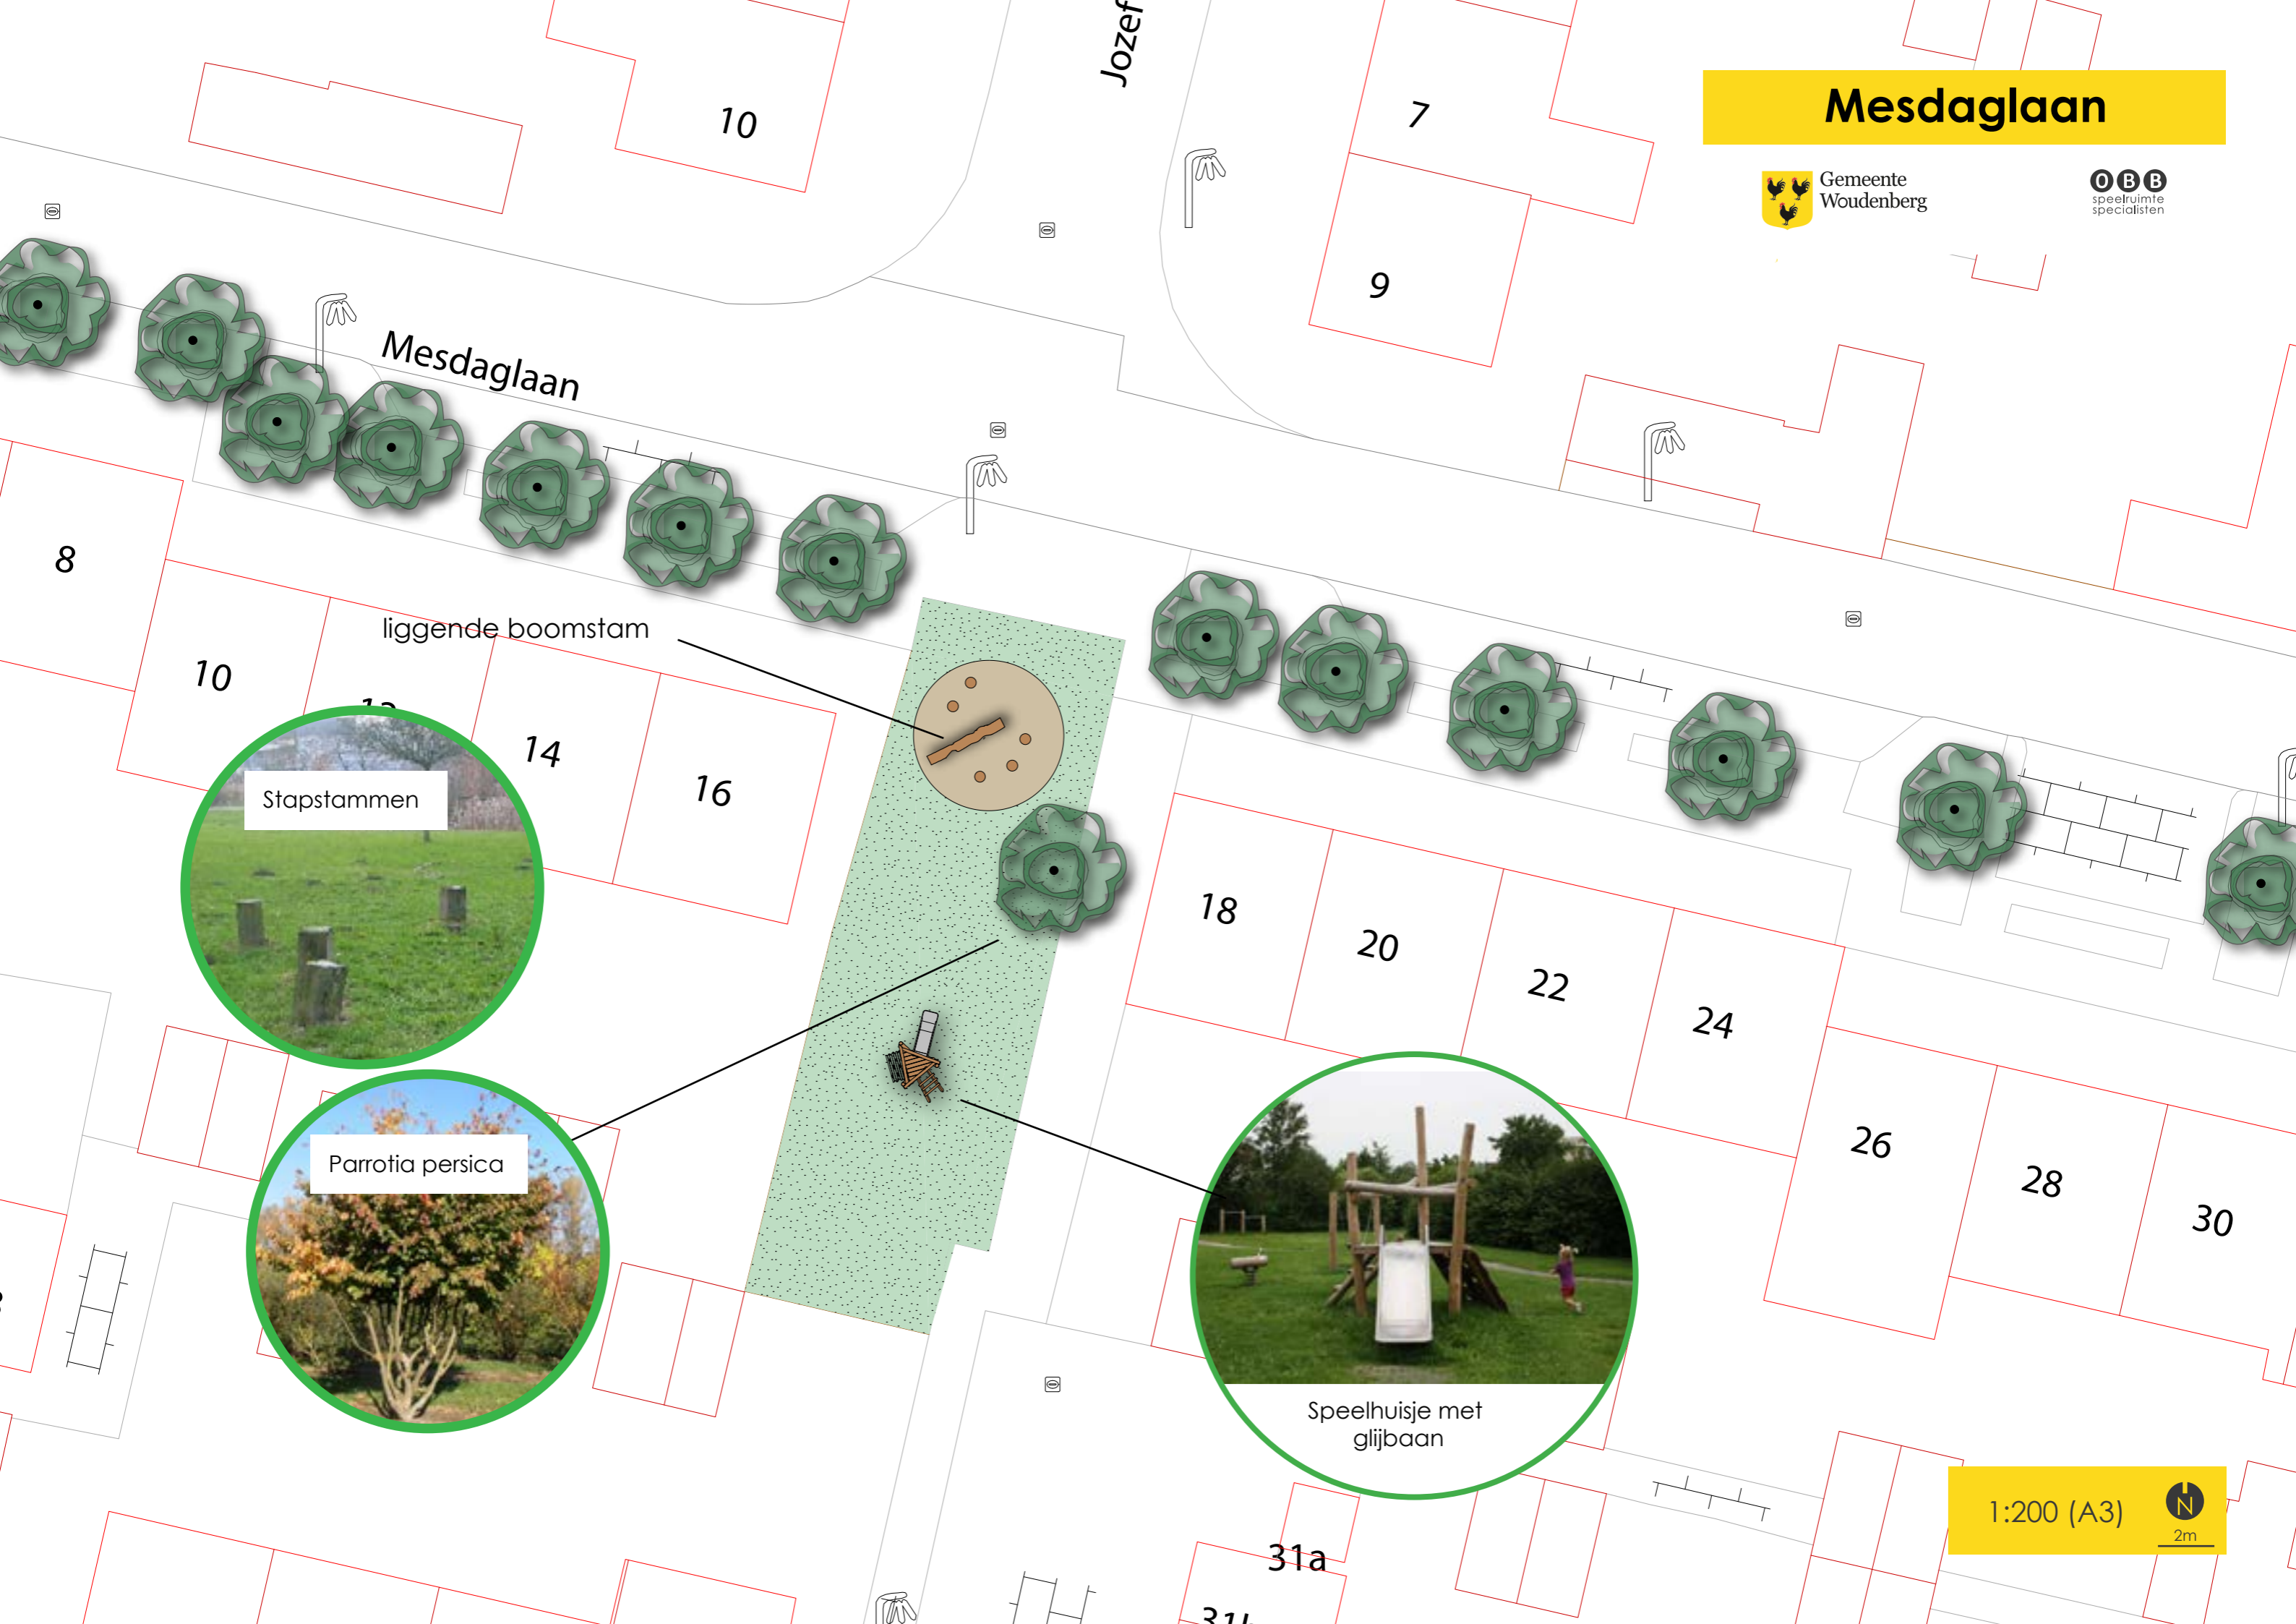 Jozef
10
7
Mesdaglaan
Gemeente
Woudenberg
OBB
speelruimte
specialisten
9
Mesdaglaan
8
liggende boomstam
10
14
16
Stapstammen
18
20
22
24
26
28
30
Parrotia persica
Speelhuisje met
glijbaan
1:200 (A3)
N
2m
31a